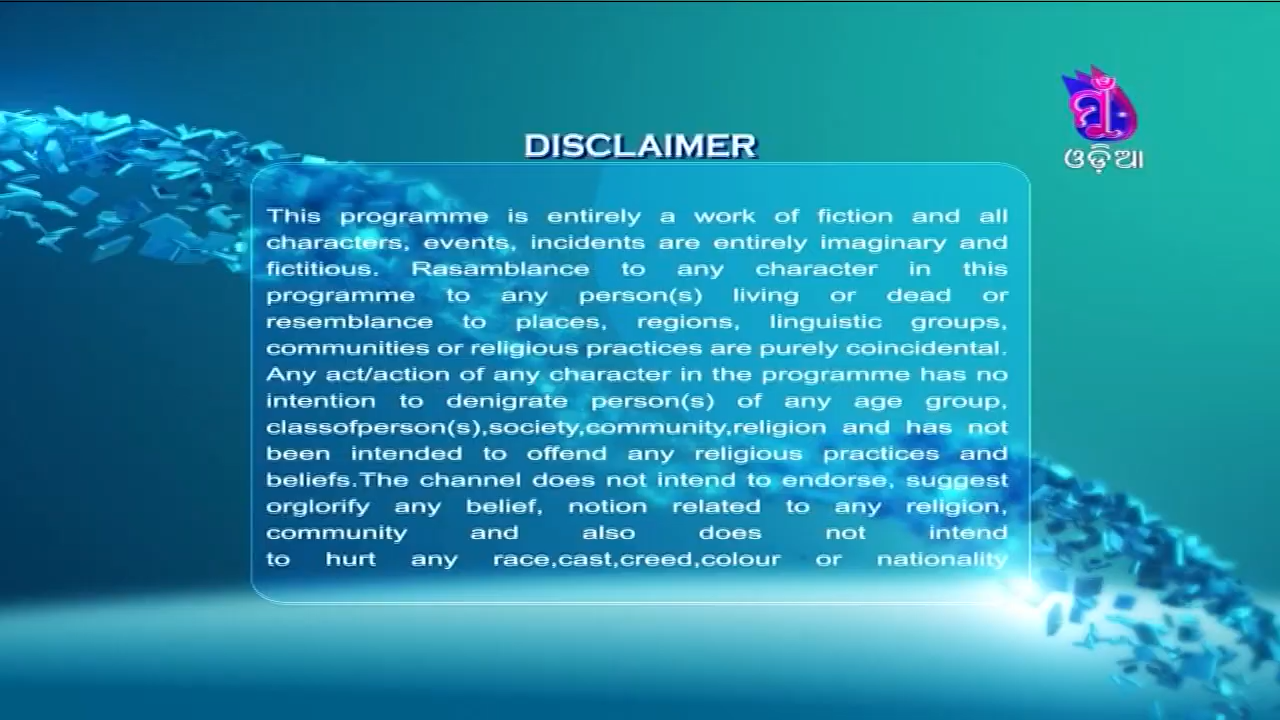 DISCLAIMER
ମାଁ
ଓଡ଼ିଆ
This programme is entirely a work of fiction and all
characters, events, incidents are entirely imaginary and
fictitious. Rasamblance to any character in this
programme to any person(s) living or dead or
resemblance to places, regions, linguistic groups,
communities or religious practices are purely coincidental.
Any act/action of any character in the programme has no
intention to denigrate person(s) of any age group,
classofperson(s),society,community,religion and has not
been intended to offend any religious practices and
beliefs.The channel does not intend to endorse, suggest
orglorify any belief, notion related to any religion,
community and also does not intend
to hurt any race,cast,creed,colour or nationality